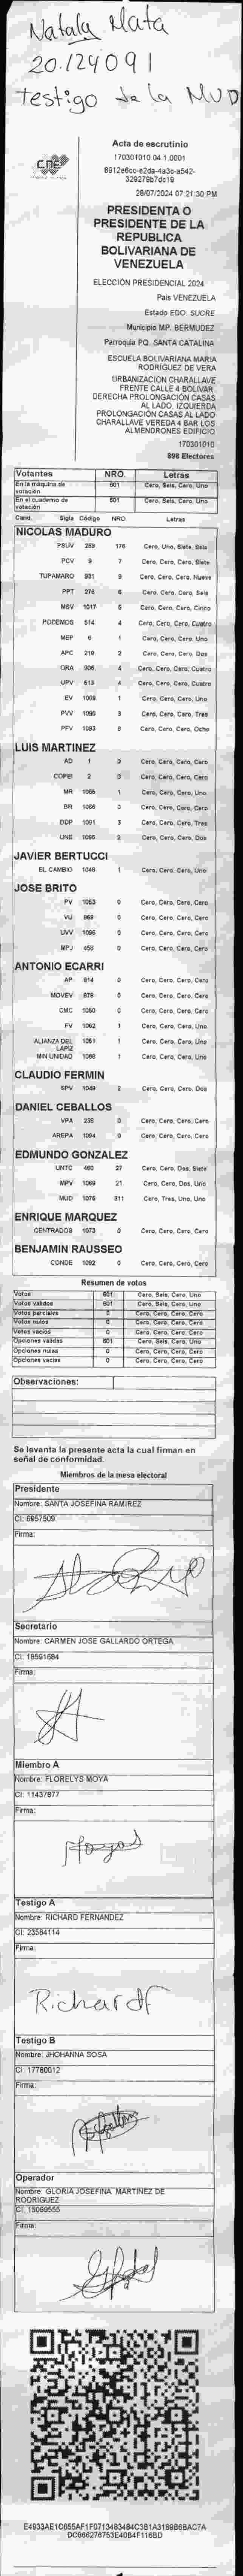 Nataly Mata
20.124091
testigo de la MUD
CNE
Acta de escrutinio
170301010.04.1.0001
28/07/2024 07:21:30 PM
PRESIDENTA O
PRESIDENTE DE LA
REPUBLICA
BOLIVARIANA DE
VENEZUELA
ELECCIÓN PRESIDENCIAL 2024
Pais VENEZUELA
Estado EDO. SUCRE
Municipio MP. BERMUDEZ
Parroquia PQ. SANTA CATALINA
ESCUELA BOLIVARIANA MARIA
RODRÍGUEZ DE VERA
URBANIZACIÓN CHARALLAVE
FRENTE CALLE 4 BOLIVAR
DERECHA PROLONGACIÓN CASAS
AL LADO. IZQUIERDA
PROLONGACIÓN CASAS AL LADO
CHARALLAVE VEREDA 4 BAR LOS
ALMENDRONES EDIFICIO
170301010
898 Electores
Votantes NRO. Letras
En la máquina de votación 601 Cero, Seis, Cero, Uno
En el cuaderno de votación 601 Cero, Seis, Cero, Uno
Cand. Sigla Código NRO. Letras
NICOLAS MADURO
PSUV 269 176 Cero, Uno, Siete, Seis
PCV 9 7 Cero, Cero, Cero, Siete
TUPAMARO 931 9 Cero, Cero, Cero, Nueve
PPT 276 6 Cero, Cero, Cero, Seis
MSV 1017 5 Cero, Cero, Cero, Cinco
PODEMOS 514 4 Cero, Cero, Cero, Cuatro
MEP 6 1 Cero, Cero, Cero, Uno
APC 219 2 Cero, Cero, Cero, Dos
ORA 906 4 Cero, Cero, Cero, Cuatro
UPV 613 4 Cero, Cero, Cero, Cuatro
EV 1089 1 Cero, Cero, Cero, Uno
PVV 1090 3 Cero, Cero, Cero, Tres
PFV 1093 8 Cero, Cero, Cero, Ocho
LUIS MARTINEZ
AD 1 0 Cero, Cero, Cero, Cero
COPEI 2 0 Cero, Cero, Cero, Cero
MR 1065 1 Cero, Cero, Cero, Uno
BR 1066 0 Cero, Cero, Cero, Cero
DDP 1091 3 Cero, Cero, Cero, Tres
UNE 1095 2 Cero, Cero, Cero, Dos
JAVIER BERTUCCI
EL CAMBIO 1049 1 Cero, Cero, Cero, Uno
JOSE BRITO
PV 1053 0 Cero, Cero, Cero, Cero
VU 968 0 Cero, Cero, Cero, Cero
UVV 1096 0 Cero, Cero, Cero, Cero
MPJ 456 0 Cero, Cero, Cero, Cero
ANTONIO ECARRI
AP 814 0 Cero, Cero, Cero, Cero
MOVEV 878 0 Cero, Cero, Cero, Cero
CMC 1050 0 Cero, Cero, Cero, Cero
FV 1062 1 Cero, Cero, Cero, Uno
ALIANZA DEL LAPIZ 1051 1 Cero, Cero, Cero, Uno
MIN UNIDAD 1068 1 Cero, Cero, Cero, Uno
CLAUDIO FERMIN
SPV 1049 2 Cero, Cero, Cero, Dos
DANIEL CEBALLOS
VPA 235 0 Cero, Cero, Cero, Cero
AREPA 1094 0 Cero, Cero, Cero, Cero
EDMUNDO GONZALEZ
UNTC 460 27 Cero, Cero, Dos, Siete
MPV 1069 21 Cero, Cero, Dos, Uno
MUD 1076 311 Cero, Tres, Uno, Uno
ENRIQUE MARQUEZ
CENTRADOS 1073 0 Cero, Cero, Cero, Cero
BENJAMIN RAUSSEO
CONDE 1092 0 Cero, Cero, Cero, Cero
Resumen de votos
Votos 601 Cero, Seis, Cero, Uno
Votos validos 601 Cero, Seis, Cero, Uno
Votos parciales 0 Cero, Cero, Cero, Cero
Votos nulos 0 Cero, Cero, Cero, Cero
Votos vacios 0 Cero, Cero, Cero, Cero
Opciones validas 601 Cero, Seis, Cero, Uno
Opciones nulas 0 Cero, Cero, Cero, Cero
Opciones vacias 0 Cero, Cero, Cero, Cero
Observaciones:
Se levanta la presente acta la cual firman en
señal de conformidad.
Miembros de la mesa electoral
Presidente
Nombre: SANTA JOSEFINA RAMIREZ
CI: 6957509
Firma:
Secretario
Nombre: CARMEN JOSE GALLARDO ORTEGA
CI: 18591684
Firma:
Miembro A
Nombre: FLORELYS MOYA
CI: 11437877
Firma:
Testigo A
Nombre: RICHARD FERNANDEZ
CI: 23584114
Firma:
Richard F
Testigo B
Nombre: JHOHANNA SOSA
CI: 17780012
Firma:
Operador
Nombre: GLORIA JOSEFINA MARTINEZ DE
RODRIGUEZ
CI: 15099555
Firma:
E4933AE1C655AF1F0713483484C3B1A3189B6BAC7A
DC666276753E40B4F116BD